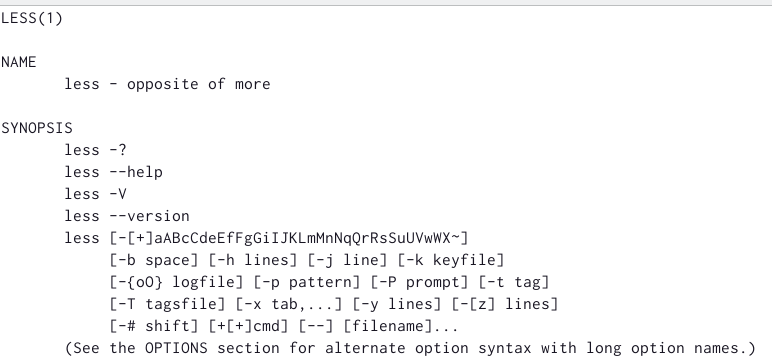 LESS(1)
NAME
less - opposite of more
SYNOPSIS
less -?
less --help
less -V
less --version
less [-[+]aABcCdeEfFgGiIJKLmMnNqQrRsSuUVwWX~]
[-b space] [-h lines] [-j line] [-k keyfile]
[-{oO} logfile] [-p pattern] [-P prompt] [-t tag]
[-T tagsfile] [-x tab,...] [-y lines] [-[z] lines]
[-# shift] [+[+]cmd] [--] [filename]...
(See the OPTIONS section for alternate option syntax with long option names.)